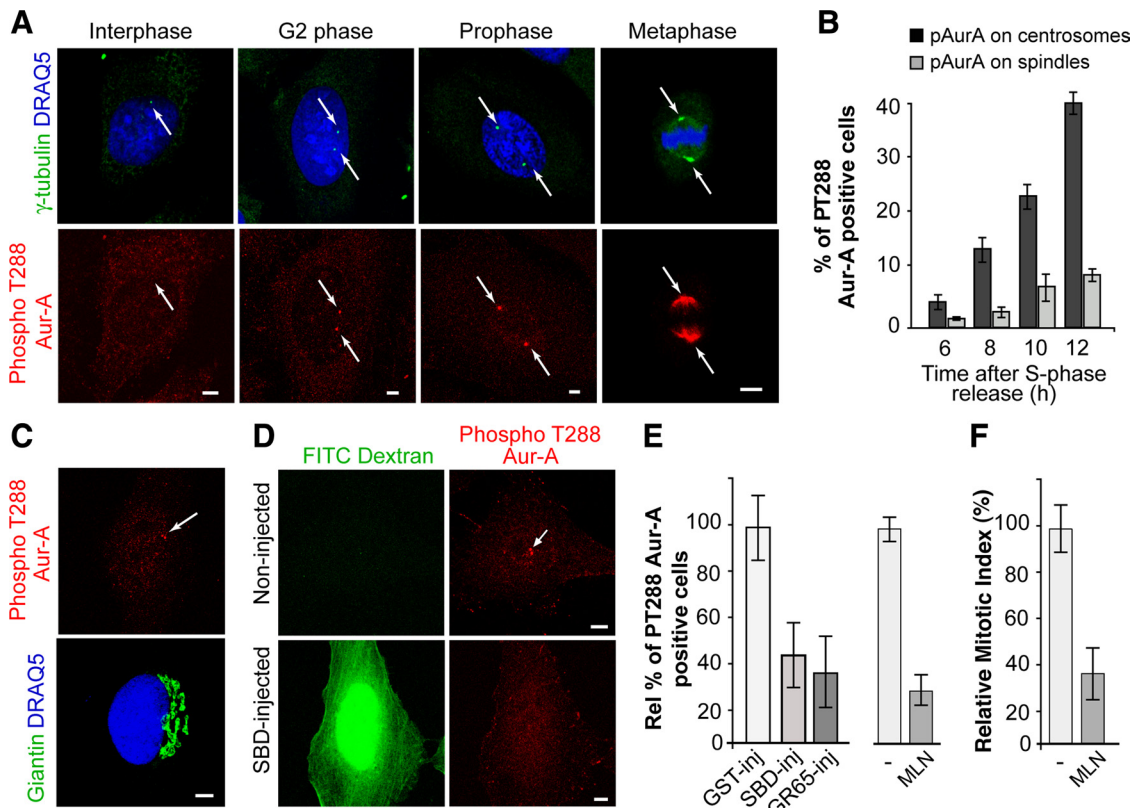 A
Interphase
G2 phase
Prophase
Metaphase
γ-tubulin DRAQ5
Phospho T288
Aur-A
B
pAurA on centrosomes
pAurA on spindles
% of PT288
Aur-A positive cells
40
30
20
10
0
6
8
10
12
Time after S-phase
release (h)
C
Phospho T288
Aur-A
Giantin DRAQ5
D
FITC Dextran
Phospho T288
Aur-A
Non-injected
SBD-injected
E
Rel % of PT288 Aur-A
positive cells
100
80
60
40
20
0
GST-inj
SBD-inj
GR65-inj
-
MLN
F
Relative Mitotic Index (%)
100
80
60
40
20
0
-
MLN